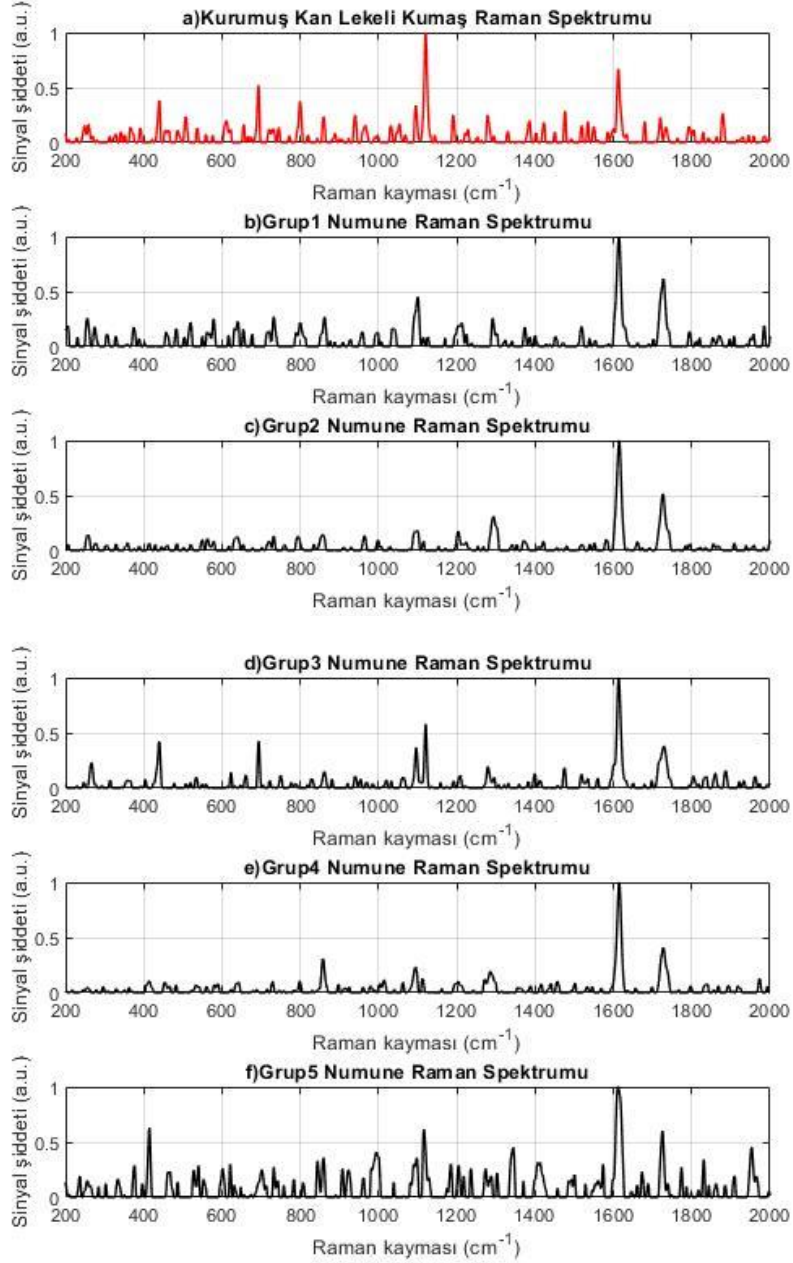 a)Kurumuş Kan Lekeli Kumaş Raman Spektrumu
Sinyal şiddeti (a.u.)
1
0.5
0
200 400 600 800 1000 1200 1400 1600 1800 2000
Raman kayması (cm-1)
b)Grup1 Numune Raman Spektrumu
Sinyal şiddeti (a.u.)
1
0.5
0
200 400 600 800 1000 1200 1400 1600 1800 2000
Raman kayması (cm-1)
c)Grup2 Numune Raman Spektrumu
Sinyal şiddeti (a.u.)
1
0.5
0
200 400 600 800 1000 1200 1400 1600 1800 2000
Raman kayması (cm-1)
d)Grup3 Numune Raman Spektrumu
Sinyal şiddeti (a.u.)
1
0.5
0
200 400 600 800 1000 1200 1400 1600 1800 2000
Raman kayması (cm-1)
e)Grup4 Numune Raman Spektrumu
Sinyal şiddeti (a.u.)
1
0.5
0
200 400 600 800 1000 1200 1400 1600 1800 2000
Raman kayması (cm-1)
f)Grup5 Numune Raman Spektrumu
Sinyal şiddeti (a.u.)
1
0.5
0
200 400 600 800 1000 1200 1400 1600 1800 2000
Raman kayması (cm-1)